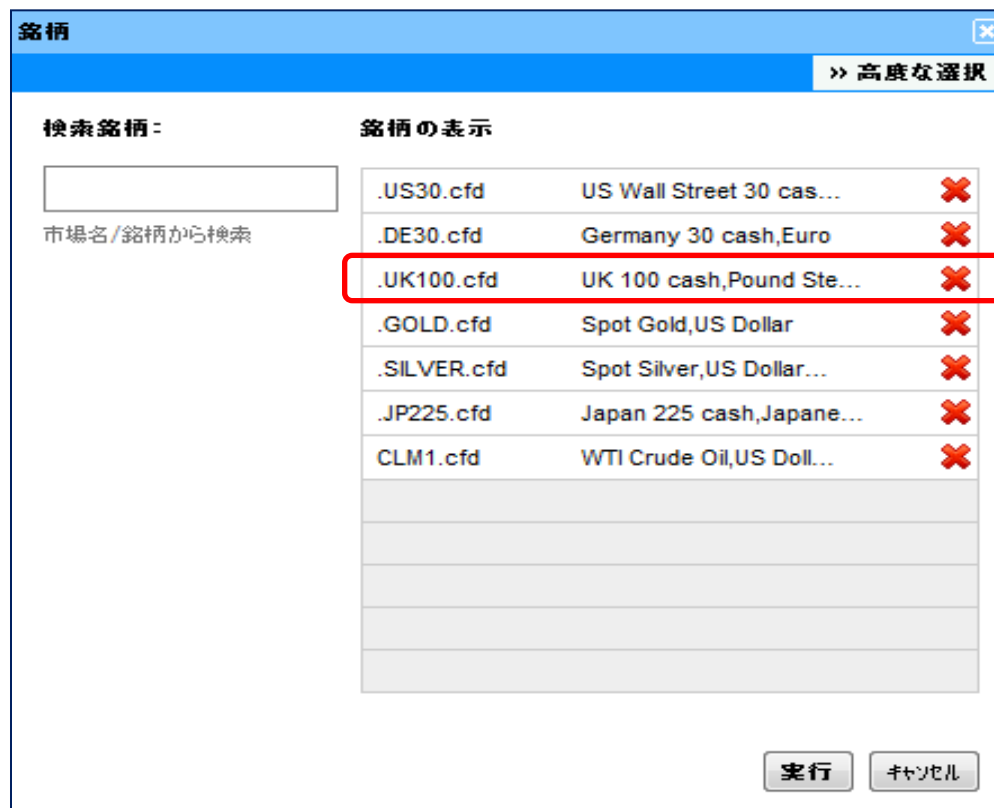 銘柄
>> 高度な選択
検索銘柄:
銘柄の表示
市場名/銘柄から検索
.US30.cfd US Wall Street 30 cas...
.DE30.cfd Germany 30 cash,Euro
.UK100.cfd UK 100 cash,Pound Ste...
.GOLD.cfd Spot Gold,US Dollar
.SILVER.cfd Spot Silver,US Dollar...
.JP225.cfd Japan 225 cash,Japane...
CLM1.cfd WTI Crude Oil,US Doll...
実行 キャンセル